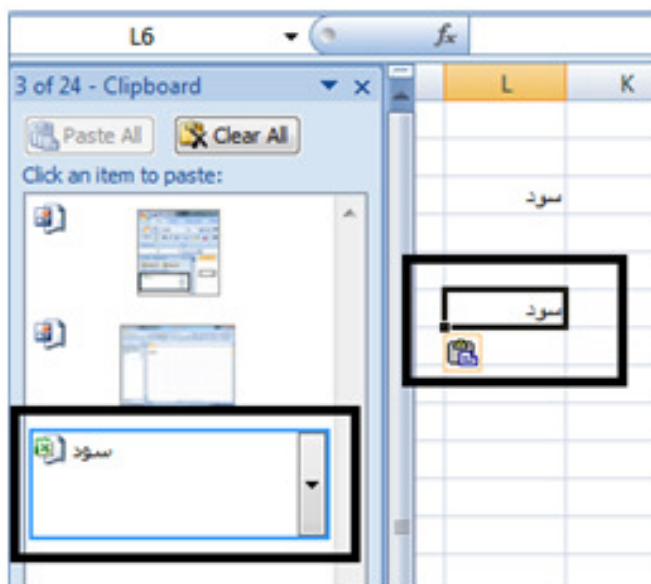 L6
fx
3 of 24 - Clipboard
L K
Paste All Clear All
Click an item to paste:
سود
سود
سود